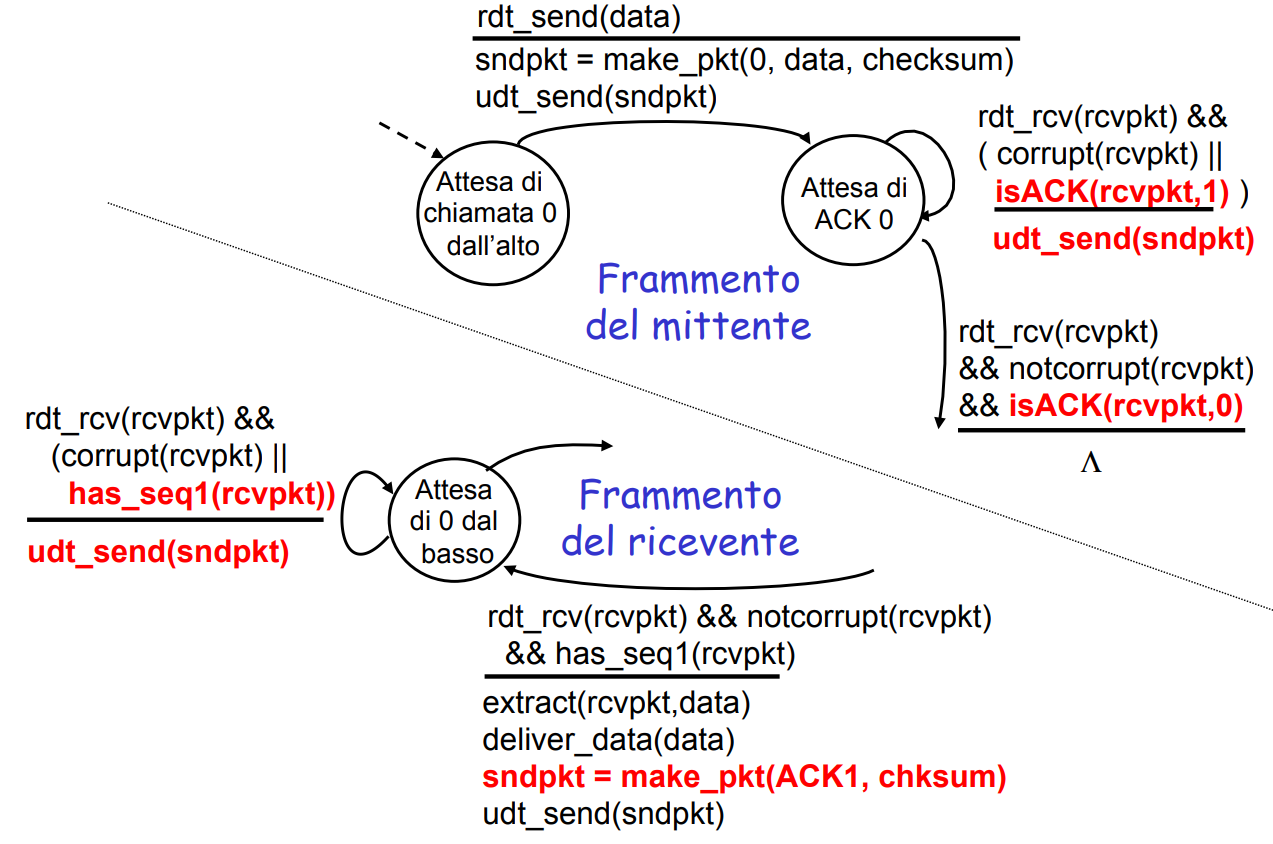 rdt_send(data)
sndpkt = make_pkt(0, data, checksum)
udt_send(sndpkt)
Attesa di
chiamata 0
dall’alto
Attesa di
ACK 0
rdt_rcv(rcvpkt) &&
( corrupt(rcvpkt) ||
isACK(rcvpkt,1) )
udt_send(sndpkt)
Frammento
del mittente
rdt_rcv(rcvpkt)
&& notcorrupt(rcvpkt)
&& isACK(rcvpkt,0)
Λ
rdt_rcv(rcvpkt) &&
(corrupt(rcvpkt) ||
has_seq1(rcvpkt))
udt_send(sndpkt)
Attesa
di 0 dal
basso
Frammento
del ricevente
rdt_rcv(rcvpkt) && notcorrupt(rcvpkt)
&& has_seq1(rcvpkt)
extract(rcvpkt,data)
deliver_data(data)
sndpkt = make_pkt(ACK1, chksum)
udt_send(sndpkt)